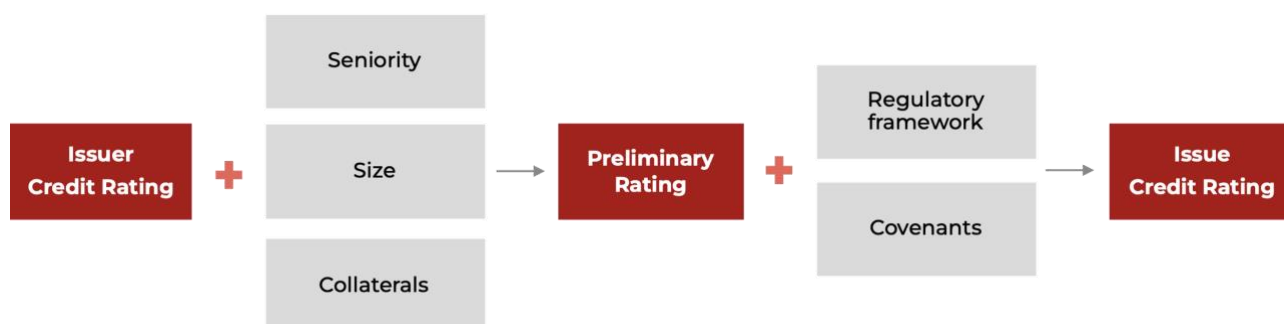 Issuer
Credit Rating
Seniority
Size
Collaterals
Preliminary
Rating
Regulatory
framework
Covenants
Issue
Credit Rating